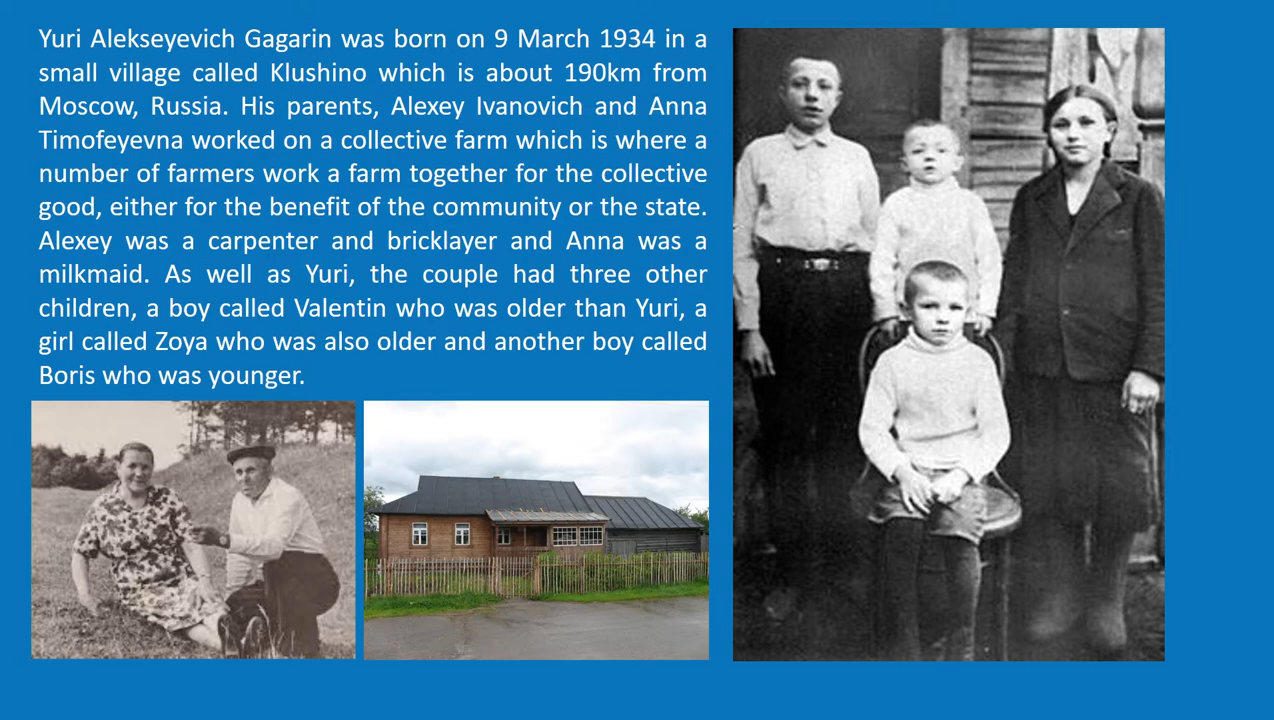 Yuri Alekseyevich Gagarin was born on 9 March 1934 in a
small village called Klushino which is about 190km from
Moscow, Russia. His parents, Alexey Ivanovich and Anna
Timofeyevna worked on a collective farm which is where a
number of farmers work a farm together for the collective
good, either for the benefit of the community or the state.
Alexey was a carpenter and bricklayer and Anna was a
milkmaid. As well as Yuri, the couple had three other
children, a boy called Valentin who was older than Yuri, a
girl called Zoya who was also older and another boy called
Boris who was younger.